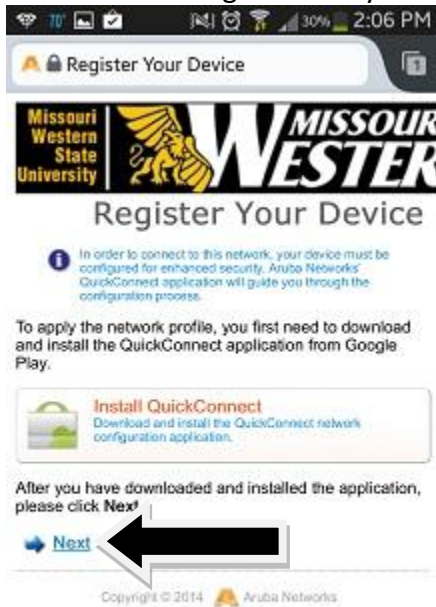 70° 30% 2:06 PM
Register Your Device 1
Missouri
Western
State
University
MISSOUR
WESTER
Register Your Device
In order to connect to this network, your device must be
configured for enhanced security. Aruba Networks'
QuickConnect application will guide you through the
configuration process.
To apply the network profile, you first need to download
and install the QuickConnect application from Google
Play.
Install QuickConnect
Download and install the QuickConnect network
configuration application.
After you have downloaded and installed the application,
please click Next
Next
Copyright © 2014 Aruba Networks